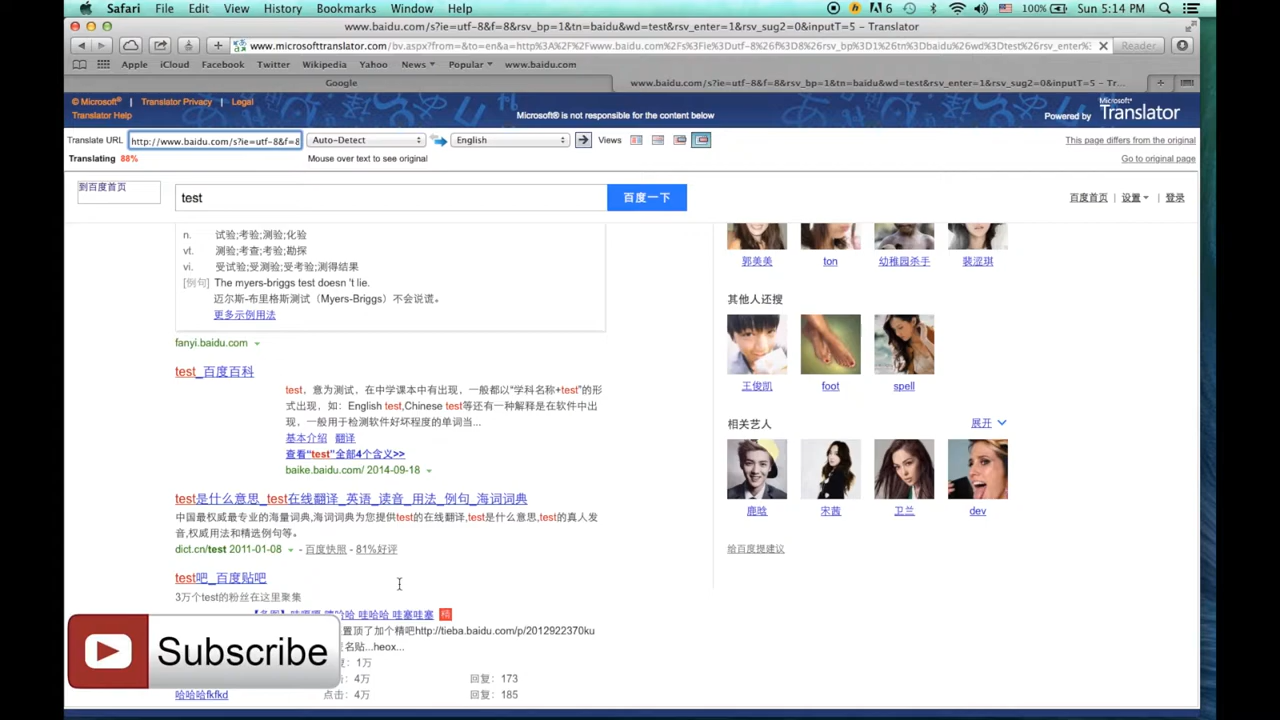 Safari File Edit View History Bookmarks Window Help 6 100% Sun 5:14 PM
www.baidu.com/s?ie=utf-8&f=8&rsv_bp=1&tn=baidu&wd=test&rsv_enter=1&rsv_sug2=0&inputT=5 – Translator
www.microsofttranslator.com/bv.aspx?from=&to=en&a=http%3A%2F%2Fwww.baidu.com%2Fs%3Fie%3Dutf-8%26f%3D8%26rsv_bp%3D1%26tn%3Dbaidu%26wd%3Dtest%26rsv_enter% Reader
Apple iCloud Facebook Twitter Wikipedia Yahoo News Popular www.baidu.com
Google www.baidu.com/s?ie=utf-8&f=8&rsv_bp=1&tn=baidu&wd=test&rsv_enter=1&rsv_sug2=0&inputT=5 – Tr...
© Microsoft® | Translator Privacy | Legal
Translator Help
Microsoft® is not responsible for the content below
Powered by Microsoft® Translator
Translate URL http://www.baidu.com/s?ie=utf-8&f=8 Auto-Detect English Views This page differs from the original
Translating 88% Mouse over text to see original Go to original page
到百度首页
test 百度一下 百度首页 | 设置 | 登录
n. 试验;考验;测验;化验
vt. 测验;考查;考验;勘探
vi. 受试验;受测验;受考验;测得结果
[例句] The myers-briggs test doesn 't lie.
迈尔斯-布里格斯测试（Myers-Briggs）不会说谎。
更多示例用法
fanyi.baidu.com
test_百度百科
test，意为测试，在中学课本中有出现，一般都以"学科名称+test"的形
式出现，如：English test,Chinese test等还有一种解释是在软件中出
现，一般用于检测软件好坏程度的单词当...
基本介绍 翻译
查看"test"全部4个含义>>
baike.baidu.com/ 2014-09-18
test是什么意思_test在线翻译_英语_读音_用法_例句_海词词典
中国最权威最专业的海量词典,海词词典为您提供test的在线翻译,test是什么意思,test的真人发
音,权威用法和精选例句等。
dict.cn/test 2011-01-08 - 百度快照 - 81%好评
test吧_百度贴吧
3万个test的粉丝在这里聚集
哇哈哈 哇塞哇塞 精
置顶了加个精吧http://tieba.baidu.com/p/2012922370ku
名贴...heox...
1万
4万 回复：173
哈哈哈fkfkd 点击：4万 回复：185
郭美美 ton 幼稚园杀手 裴涩琪
其他人还搜
王俊凯 foot spell
相关艺人 展开
鹿晗 宋茜 卫兰 dev
给百度提建议
Subscribe